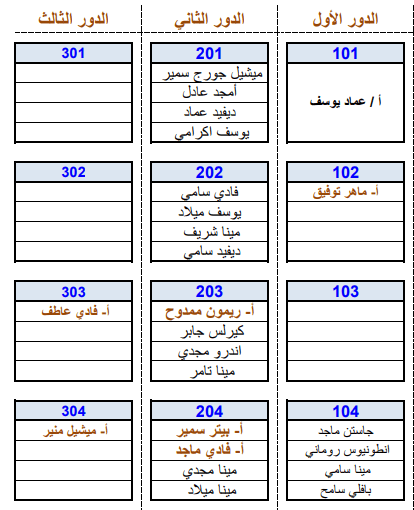 الدور الأول
الدور الثاني
الدور الثالث
101
أ / عماد يوسف
201
ميشيل جورج سمير
أمجد عادل
ديفيد عماد
يوسف اكرامي
301
102
أ- ماهر توفيق
202
فادي سامي
يوسف ميلاد
مينا شريف
ديفيد سامي
302
103
203
أ- ريمون ممدوح
كيرلس جابر
اندرو مجدي
مينا تامر
303
أ- فادي عاطف
104
جاستن ماجد
انطونيوس روماني
مينا سامي
بافلي سامح
204
أ- بيتر سمير
أ- فادي ماجد
مينا مجدي
مينا ميلاد
304
أ- ميشيل منير